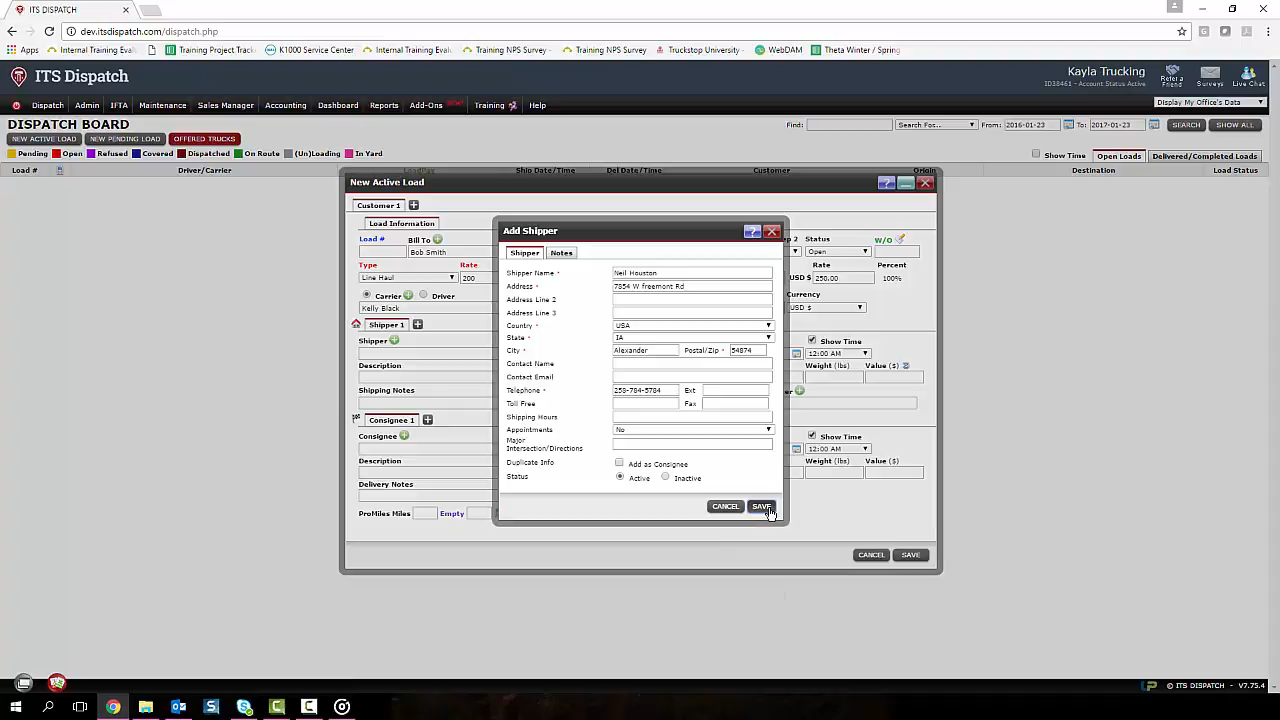 ITS DISPATCH
dev.itsdispatch.com/dispatch.php
Apps Internal Training Eval Training Project Track K1000 Service Center Internal Training Eval Training NPS Survey - Training NPS Survey Truckstop University WebDAM Theta Winter / Spring
ITS Dispatch
Kayla Trucking
ID38461 - Account Status Active
Refer a Friend Surveys Live Chat
Dispatch Admin IFTA Maintenance Sales Manager Accounting Dashboard Reports Add-Ons NEW! Training Help
Display My Office's Data
DISPATCH BOARD
Find: Search For... From: 2016-01-23 To: 2017-01-23 SEARCH SHOW ALL
NEW ACTIVE LOAD NEW PENDING LOAD OFFERED TRUCKS
Pending Open Refused Covered Dispatched On Route (Un)Loading In Yard
Show Time Open Loads Delivered/Completed Loads
Load # Driver/Carrier LoadPay Ship Date/Time Del Date/Time Customer Origin Destination Load Status
New Active Load
Customer 1
Load Information
Load # Bill To
Bob Smith
Type Rate
Line Haul 200
Carrier Driver
Kelly Black
Shipper 1
Shipper
Description
Shipping Notes
Consignee 1
Consignee
Description
Delivery Notes
ProMiles Miles Empty
Add Shipper
Shipper Notes
Shipper Name * Neil Houston
Address * 7854 W freemont Rd
Address Line 2
Address Line 3
Country * USA
State * IA
City * Alexander Postal/Zip * 54874
Contact Name
Contact Email
Telephone * 258-784-5784 Ext
Toll Free Fax
Shipping Hours
Appointments No
Major Intersection/Directions
Duplicate Info Add as Consignee
Status Active Inactive
CANCEL SAVE
2 Status W/O
Open
Rate Percent
USD $ 250.00 100%
Currency
USD $
Show Time
12:00 AM
Weight (lbs) Value ($)
Show Time
12:00 AM
Weight (lbs) Value ($)
CANCEL SAVE
© ITS DISPATCH V7.75.4